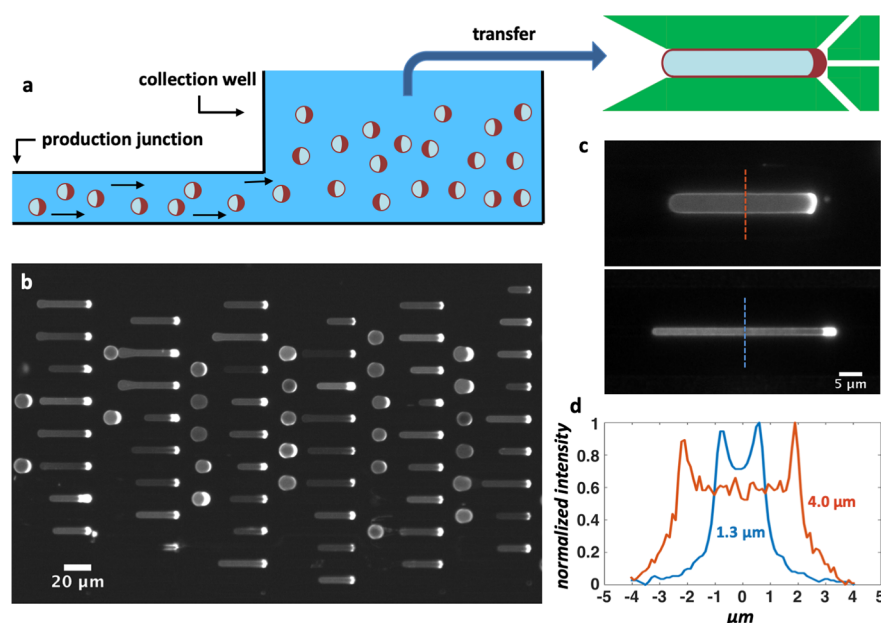 transfer
a
collection well
production junction
c
b
5 μm
20 μm
d
normalized intensity
1
0.8
0.6
0.4
0.2
0
4.0 μm
1.3 μm
-5 -4 -3 -2 -1 0 1 2 3 4 5
μm